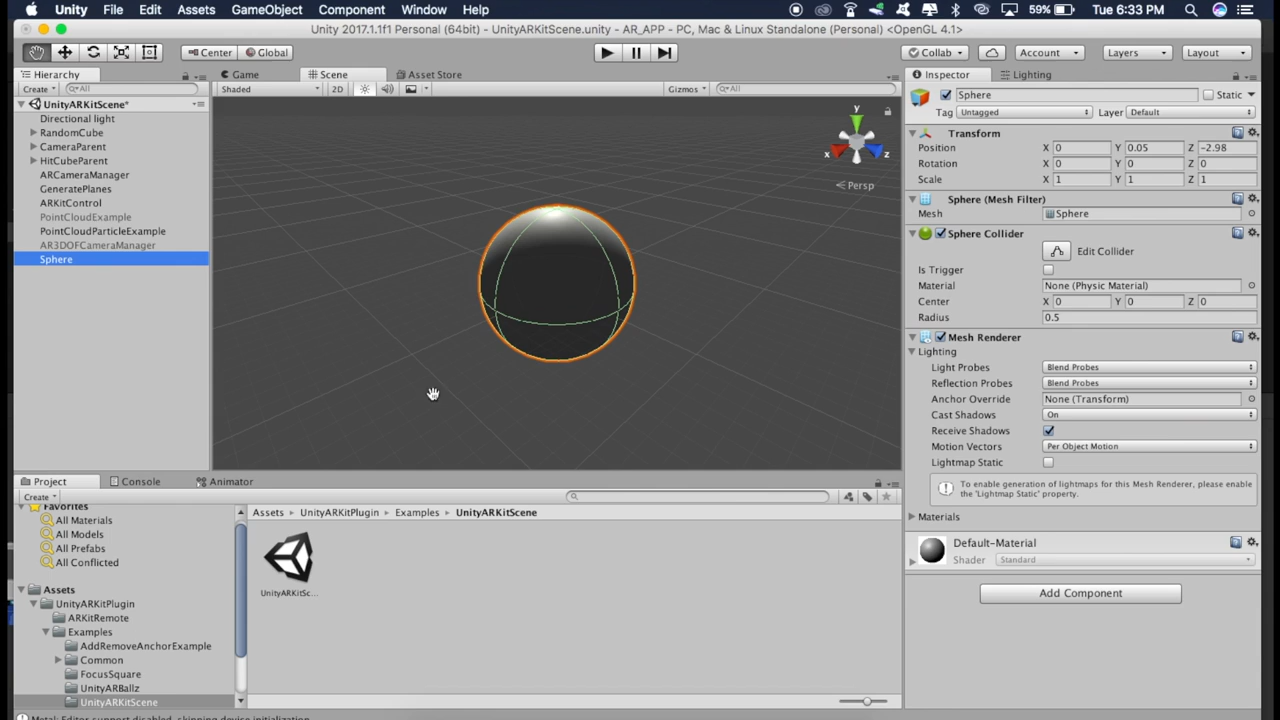 Unity File Edit Assets GameObject Component Window Help 59% Tue 6:33 PM
Unity 2017.1.1f1 Personal (64bit) - UnityARKitScene.unity - AR_APP - PC, Mac & Linux Standalone (Personal) <OpenGL 4.1>
Center Global Collab Account Layers Layout
Hierarchy Game Scene Asset Store Inspector Lighting
Create All Shaded 2D Gizmos All
UnityARKitScene*
Directional light
RandomCube
CameraParent
HitCubeParent
ARCameraManager
GeneratePlanes
ARKitControl
PointCloudExample
PointCloudParticleExample
AR3DOFCameraManager
Sphere
y
x z
Persp
Sphere Static
Tag Untagged Layer Default
Transform
Position X 0 Y 0.05 Z -2.98
Rotation X 0 Y 0 Z 0
Scale X 1 Y 1 Z 1
Sphere (Mesh Filter)
Mesh Sphere
Sphere Collider
Edit Collider
Is Trigger
Material None (Physic Material)
Center X 0 Y 0 Z 0
Radius 0.5
Mesh Renderer
Lighting
Light Probes Blend Probes
Reflection Probes Blend Probes
Anchor Override None (Transform)
Cast Shadows On
Receive Shadows
Motion Vectors Per Object Motion
Lightmap Static
To enable generation of lightmaps for this Mesh Renderer, please enable
the 'Lightmap Static' property.
Materials
Default-Material
Shader Standard
Add Component
Project Console Animator
Create
Favorites
All Materials
All Models
All Prefabs
All Conflicted
Assets
UnityARKitPlugin
ARKitRemote
Examples
AddRemoveAnchorExample
Common
FocusSquare
UnityARBallz
UnityARKitScene
Assets UnityARKitPlugin Examples UnityARKitScene
UnityARKitSc...
Metal: Editor support disabled, skipping device initialization